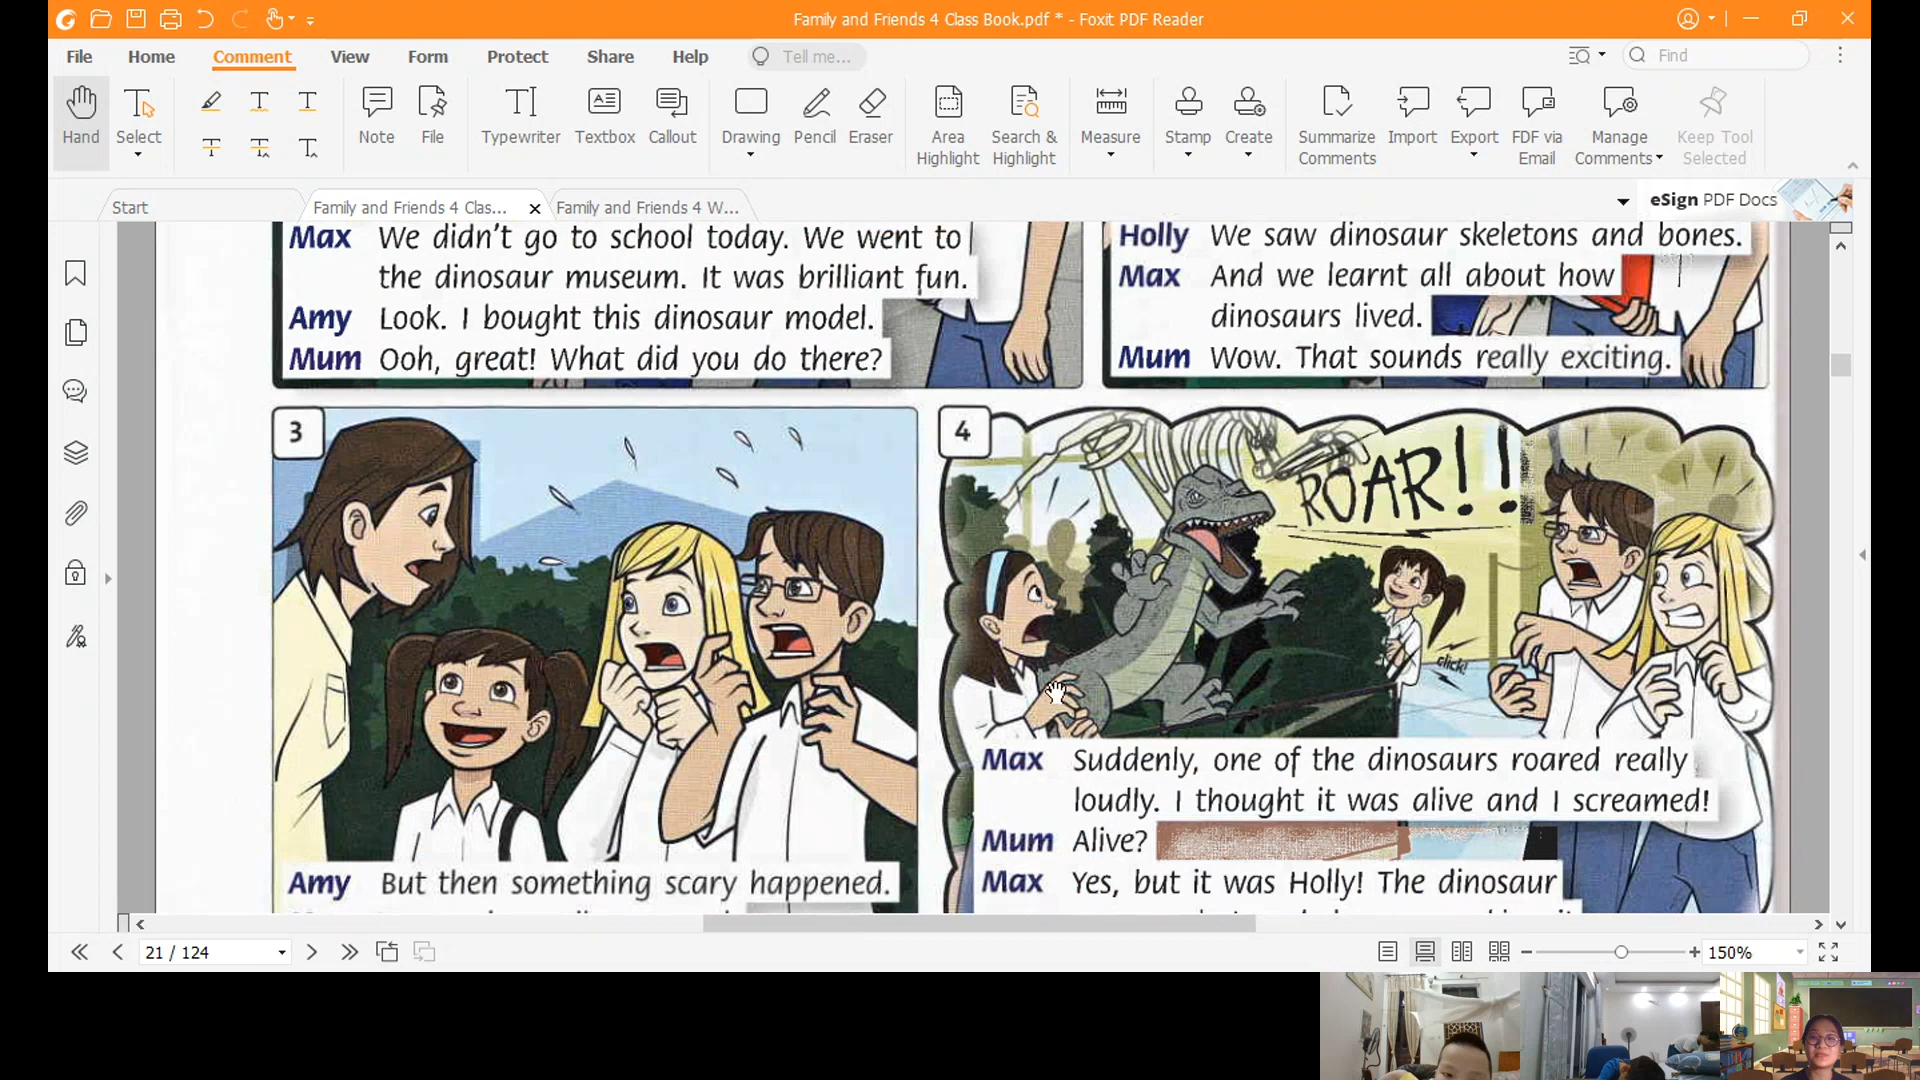 Family and Friends 4 Class Book.pdf * - Foxit PDF Reader
File Home Comment View Form Protect Share Help Tell me... Find
Hand Select Note File Typewriter Textbox Callout Drawing Pencil Eraser Area Highlight Search & Highlight Measure Stamp Create Summarize Comments Import Export FDF via Email Manage Comments Keep Tool Selected
Start Family and Friends 4 Clas... Family and Friends 4 W... eSign PDF Docs
Max We didn't go to school today. We went to
the dinosaur museum. It was brilliant fun.
Amy Look. I bought this dinosaur model.
Mum Ooh, great! What did you do there?
Holly We saw dinosaur skeletons and bones.
Max And we learnt all about how
dinosaurs lived.
Mum Wow. That sounds really exciting.
3
Amy But then something scary happened.
4
ROAR!!
click!
Max Suddenly, one of the dinosaurs roared really
loudly. I thought it was alive and I screamed!
Mum Alive?
Max Yes, but it was Holly! The dinosaur
21 / 124
150%